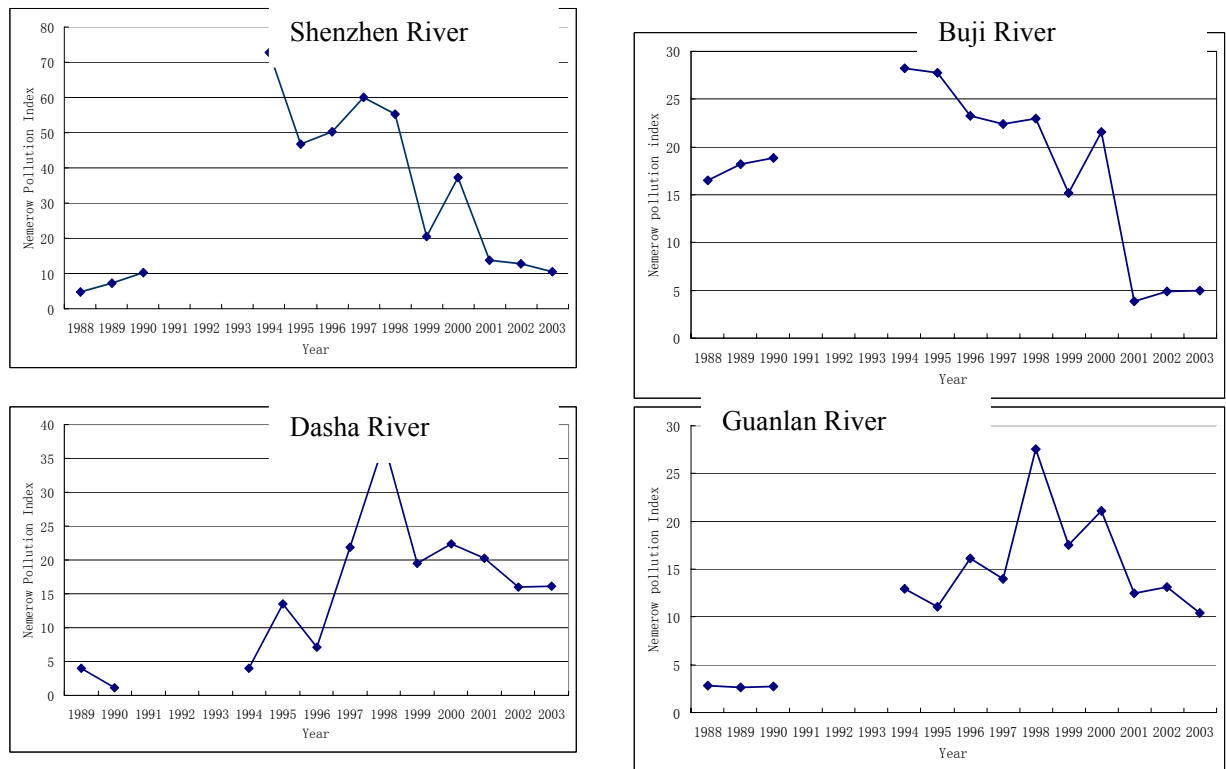 Shenzhen River
80
70
60
50
40
30
20
10
0
Nemerow Pollution Index
1988 1989 1990 1991 1992 1993 1994 1995 1996 1997 1998 1999 2000 2001 2002 2003
Year
Buji River
30
25
20
15
10
5
0
Nemerow pollution index
1988 1989 1990 1991 1992 1993 1994 1995 1996 1997 1998 1999 2000 2001 2002 2003
Year
Dasha River
40
35
30
25
20
15
10
5
0
Nemerow Pollution Index
1989 1990 1991 1992 1993 1994 1995 1996 1997 1998 1999 2000 2001 2002 2003
Year
Guanlan River
30
25
20
15
10
5
0
Nemerow pollution Index
1988 1989 1990 1991 1992 1993 1994 1995 1996 1997 1998 1999 2000 2001 2002 2003
Year